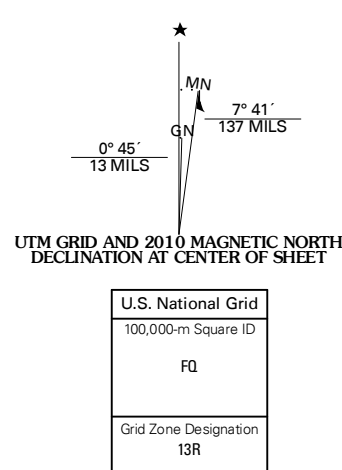 ★
MN
7° 41´
137 MILS
GN
0° 45´
13 MILS
UTM GRID AND 2010 MAGNETIC NORTH
DECLINATION AT CENTER OF SHEET
U.S. National Grid
100,000-m Square ID
FQ
Grid Zone Designation
13R